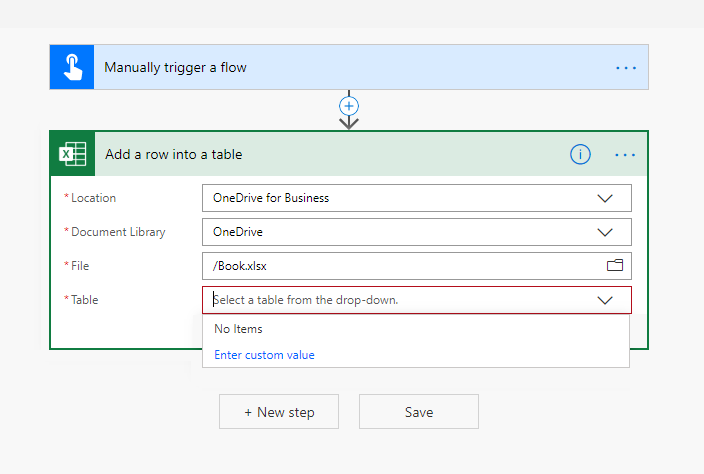 Manually trigger a flow
Add a row into a table
* Location OneDrive for Business
* Document Library OneDrive
* File /Book.xlsx
* Table Select a table from the drop-down.
No Items
Enter custom value
+ New step Save